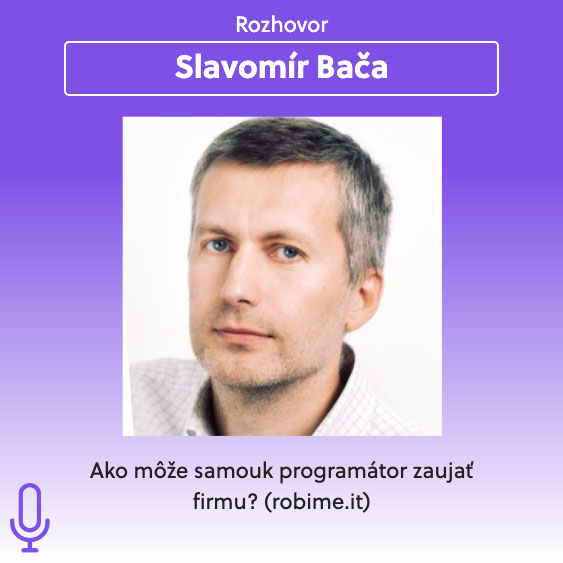 Rozhovor
Slavomír Bača
Ako môže samouk programátor zaujať
firmu? (robime.it)